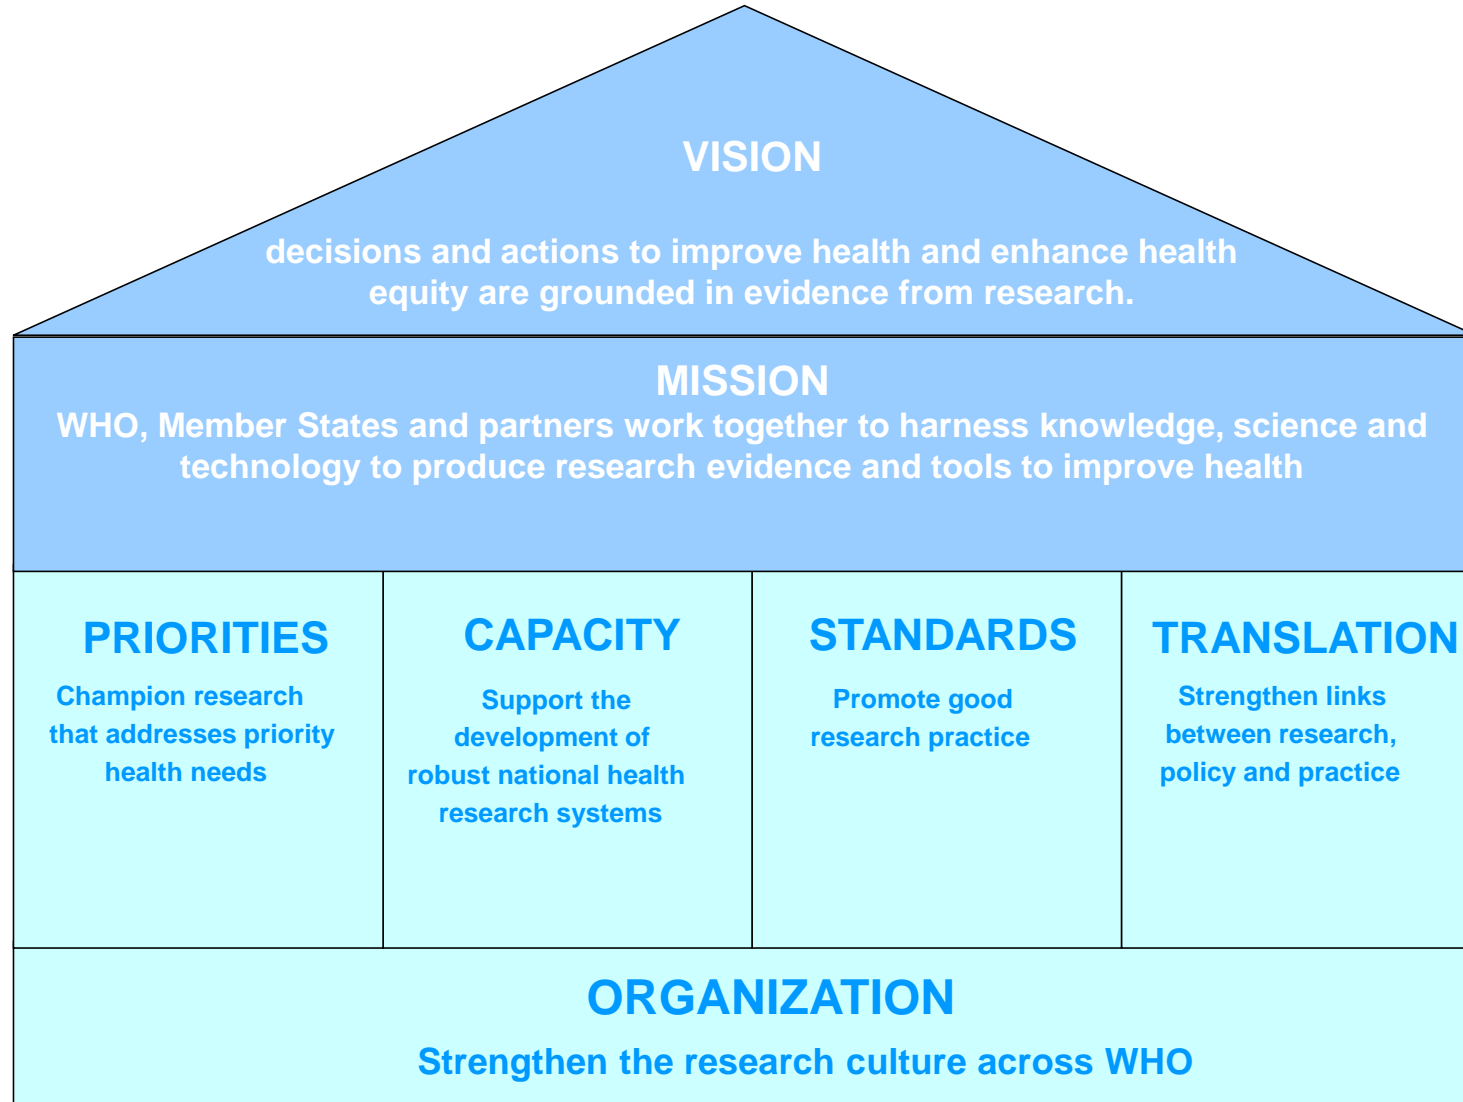 VISION
decisions and actions to improve health and enhance health
equity are grounded in evidence from research.
MISSION
WHO, Member States and partners work together to harness knowledge, science and
technology to produce research evidence and tools to improve health
PRIORITIES
Champion research
that addresses priority
health needs
CAPACITY
Support the
development of
robust national health
research systems
STANDARDS
Promote good
research practice
TRANSLATION
Strengthen links
between research,
policy and practice
ORGANIZATION
Strengthen the research culture across WHO